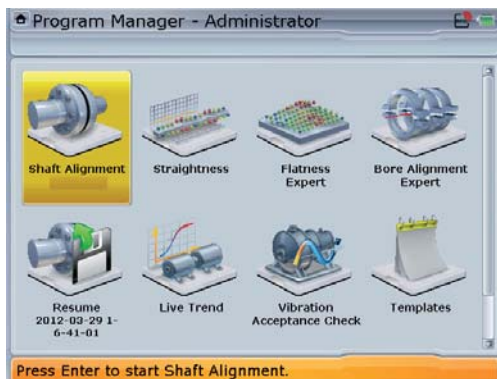 Program Manager - Administrator
Shaft Alignment
Straightness
Flatness
Expert
Bore Alignment
Expert
Resume
2012-03-29 1-
6-41-01
Live Trend
Vibration
Acceptance Check
Templates
Press Enter to start Shaft Alignment.